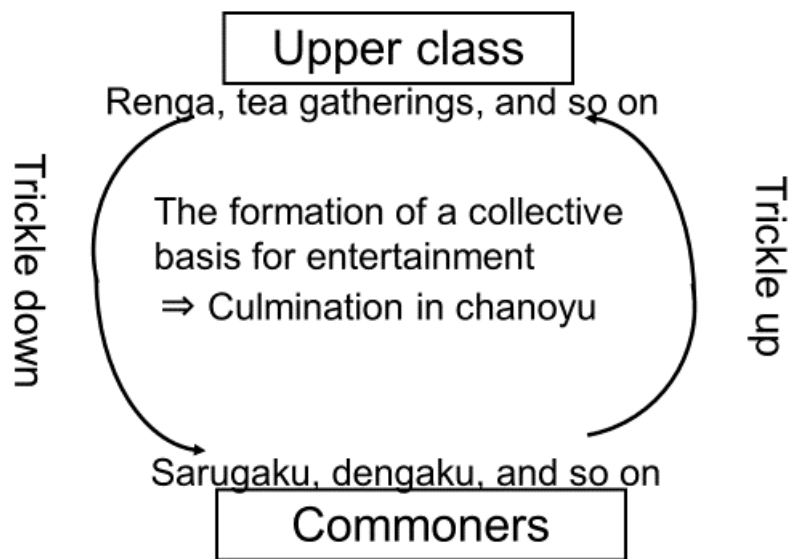 Upper class
Renga, tea gatherings, and so on
Trickle down
The formation of a collective
basis for entertainment
⇒ Culmination in chanoyu
Trickle up
Sarugaku, dengaku, and so on
Commoners